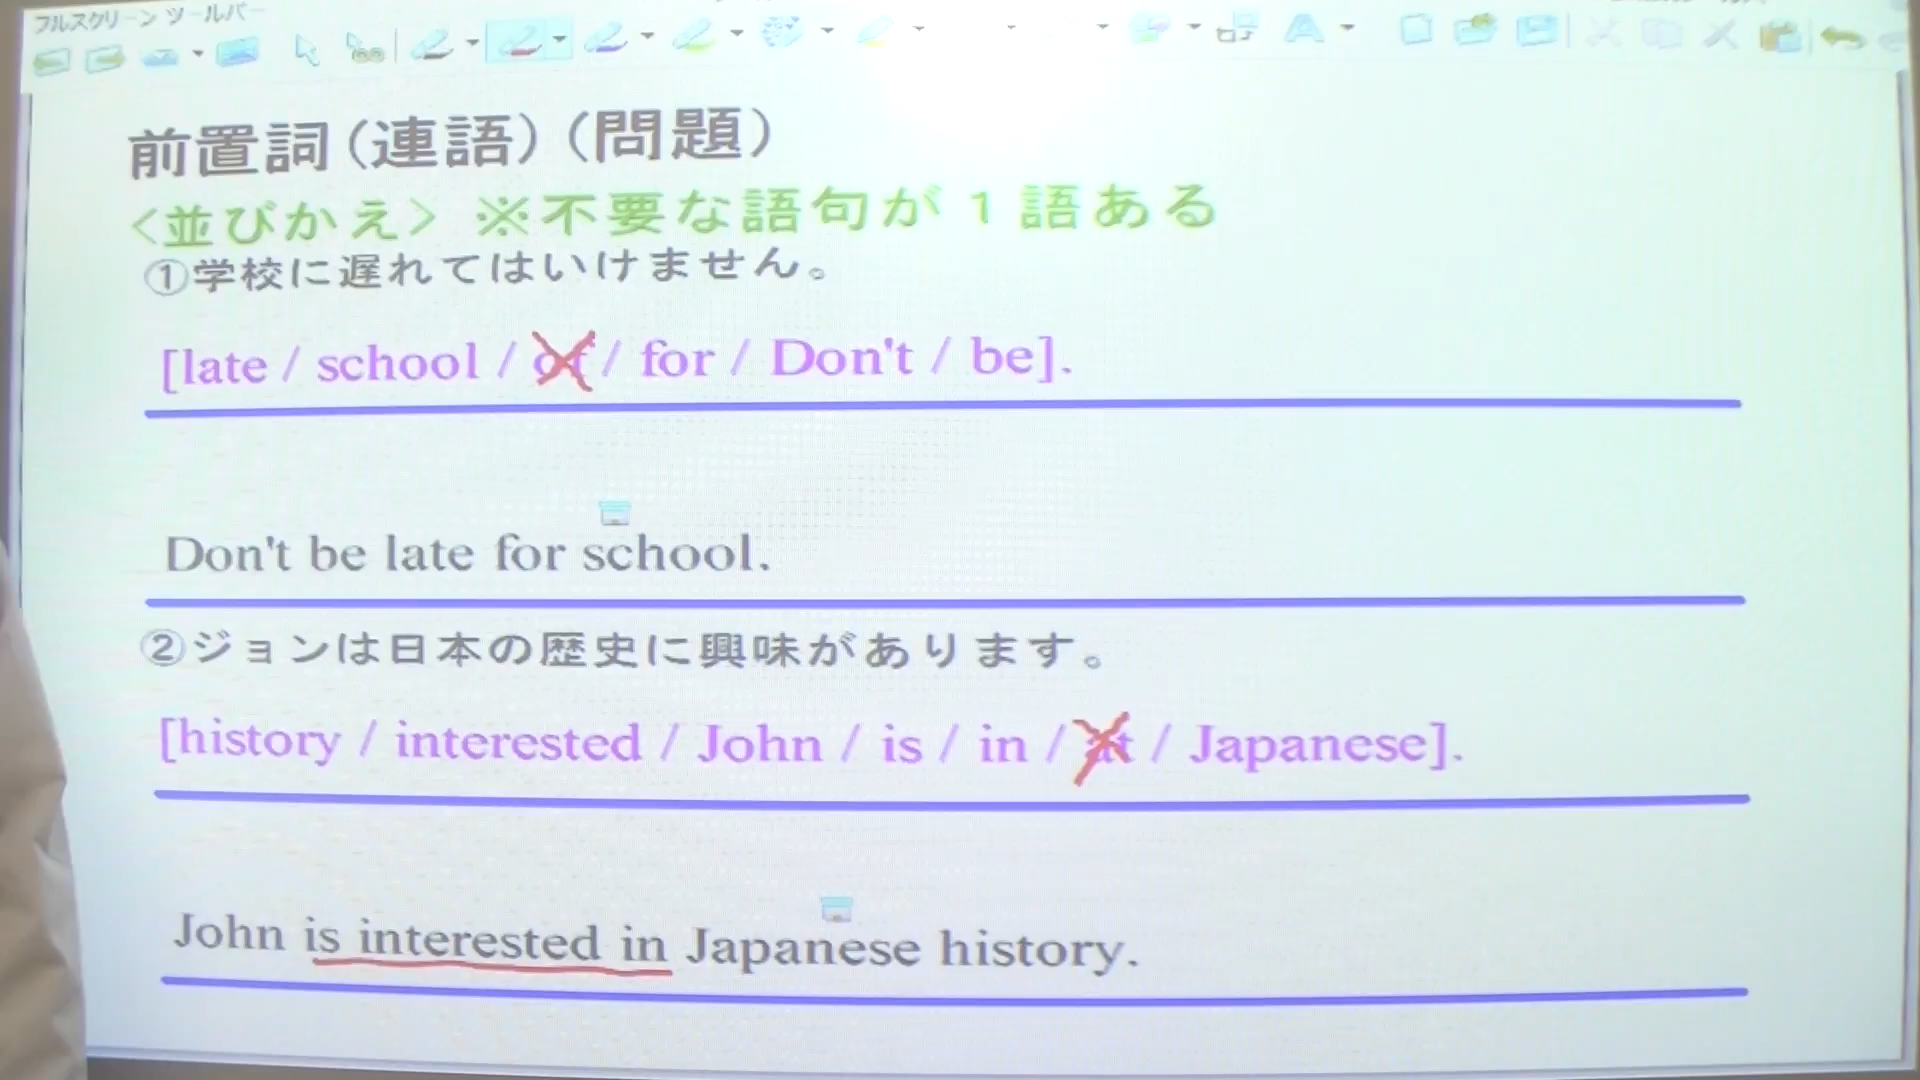 フルスクリーン ツールバー
前置詞(連語)(問題)
<並びかえ> ※不要な語句が1語ある
①学校に遅れてはいけません。
[late / school / of / for / Don't / be].
Don't be late for school.
②ジョンは日本の歴史に興味があります。
[history / interested / John / is / in / at / Japanese].
John is interested in Japanese history.